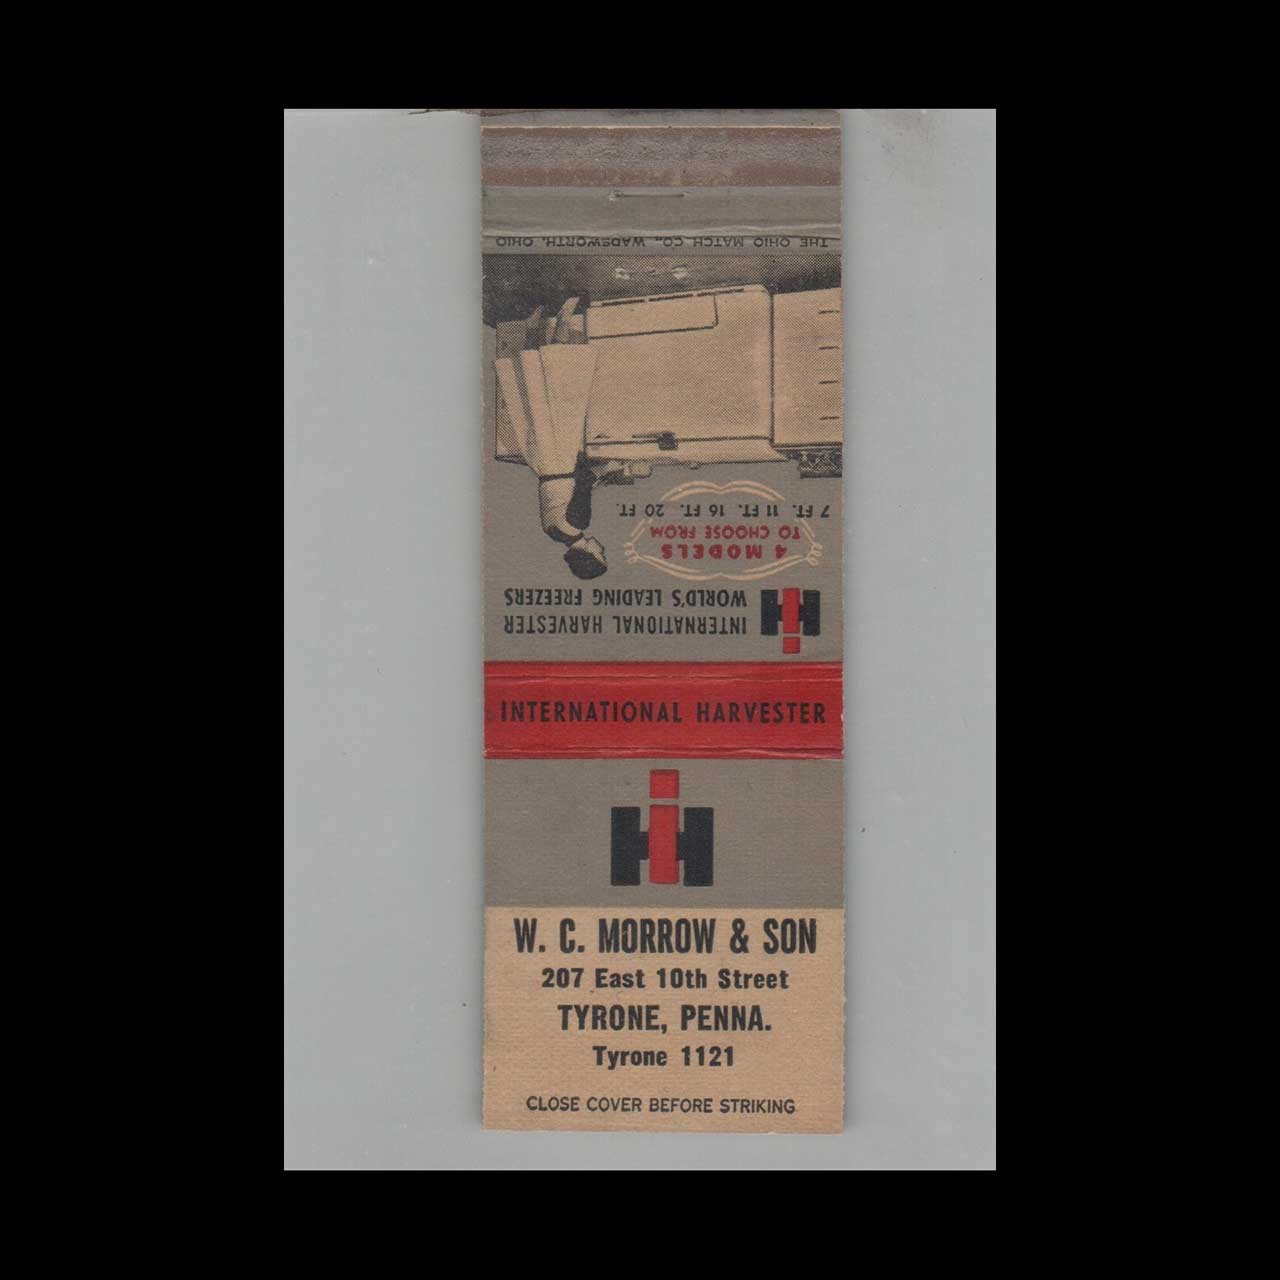 THE OHIO MATCH CO., WADSWORTH, OHIO
INTERNATIONAL HARVESTER
WORLD'S LEADING FREEZERS
4 MODELS
TO CHOOSE FROM
7 FT. 11 FT. 16 FT. 20 FT.
INTERNATIONAL HARVESTER
IH
W. C. MORROW & SON
207 East 10th Street
TYRONE, PENNA.
Tyrone 1121
CLOSE COVER BEFORE STRIKING